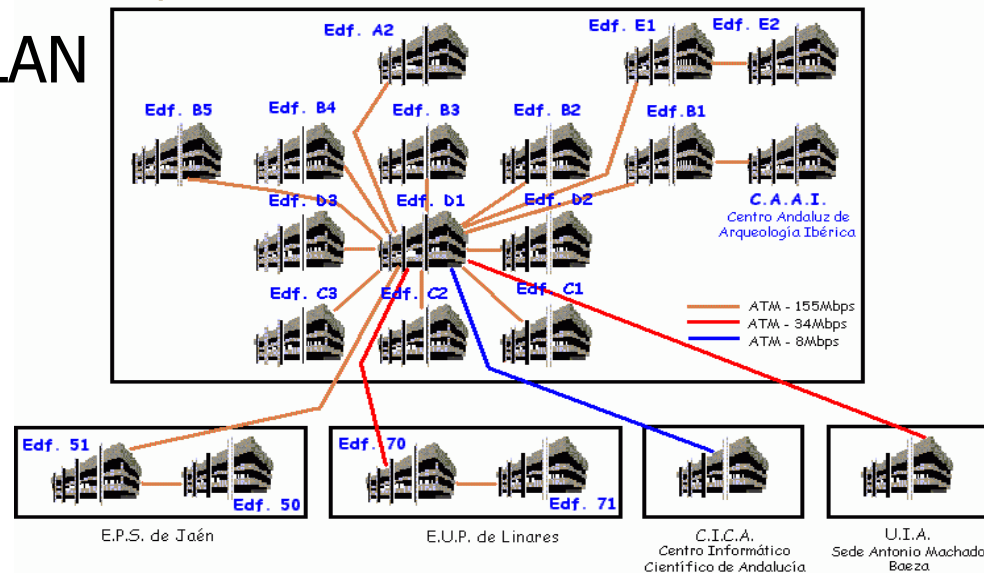 LAN
Edf. A2
Edf. E1
Edf. E2
Edf. B5
Edf. B4
Edf. B3
Edf. B2
Edf.B1
Edf. D3
Edf. D1
Edf. D2
C.A.A.I.
Centro Andaluz de
Arqueología Ibérica
Edf. C3
Edf. C2
Edf. C1
ATM - 155Mbps
ATM - 34Mbps
ATM - 8Mbps
Edf. 51
Edf. 50
Edf. 70
Edf. 71
E.P.S. de Jaén
E.U.P. de Linares
C.I.C.A.
Centro Informático
Científico de Andalucía
U.I.A.
Sede Antonio Machado
Baeza